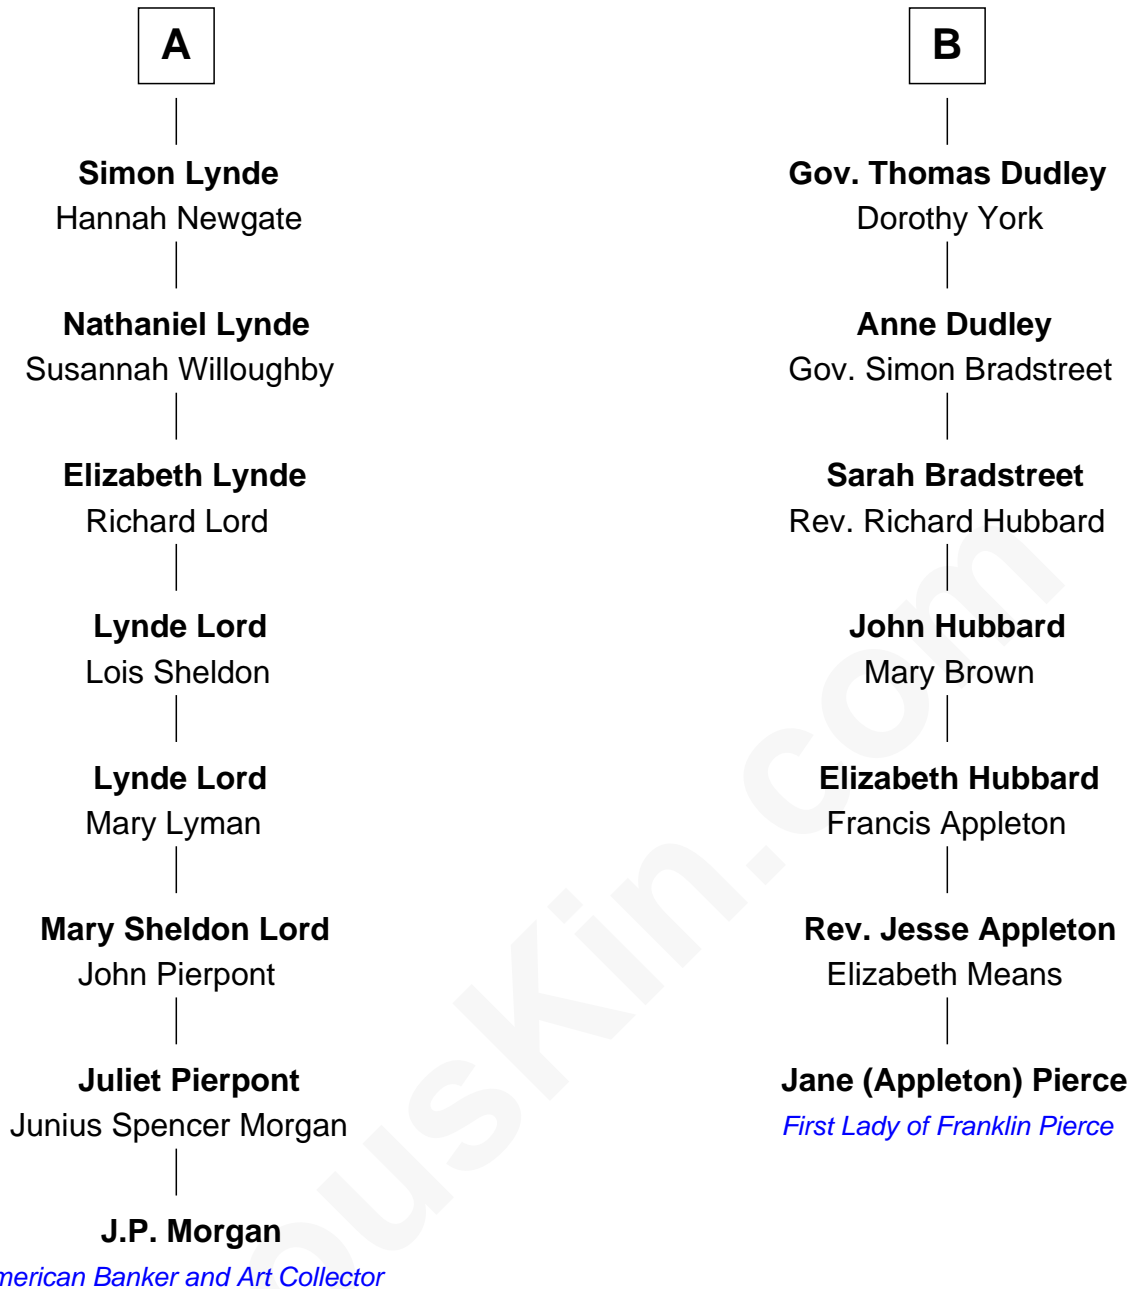 A
Simon Lynde
Hannah Newgate
Nathaniel Lynde
Susannah Willoughby
Elizabeth Lynde
Richard Lord
Lynde Lord
Lois Sheldon
Lynde Lord
Mary Lyman
Mary Sheldon Lord
John Pierpont
Juliet Pierpont
Junius Spencer Morgan
J.P. Morgan
merican Banker and Art Collector
B
Gov. Thomas Dudley
Dorothy York
Anne Dudley
Gov. Simon Bradstreet
Sarah Bradstreet
Rev. Richard Hubbard
John Hubbard
Mary Brown
Elizabeth Hubbard
Francis Appleton
Rev. Jesse Appleton
Elizabeth Means
Jane (Appleton) Pierce
First Lady of Franklin Pierce
ousKin.com